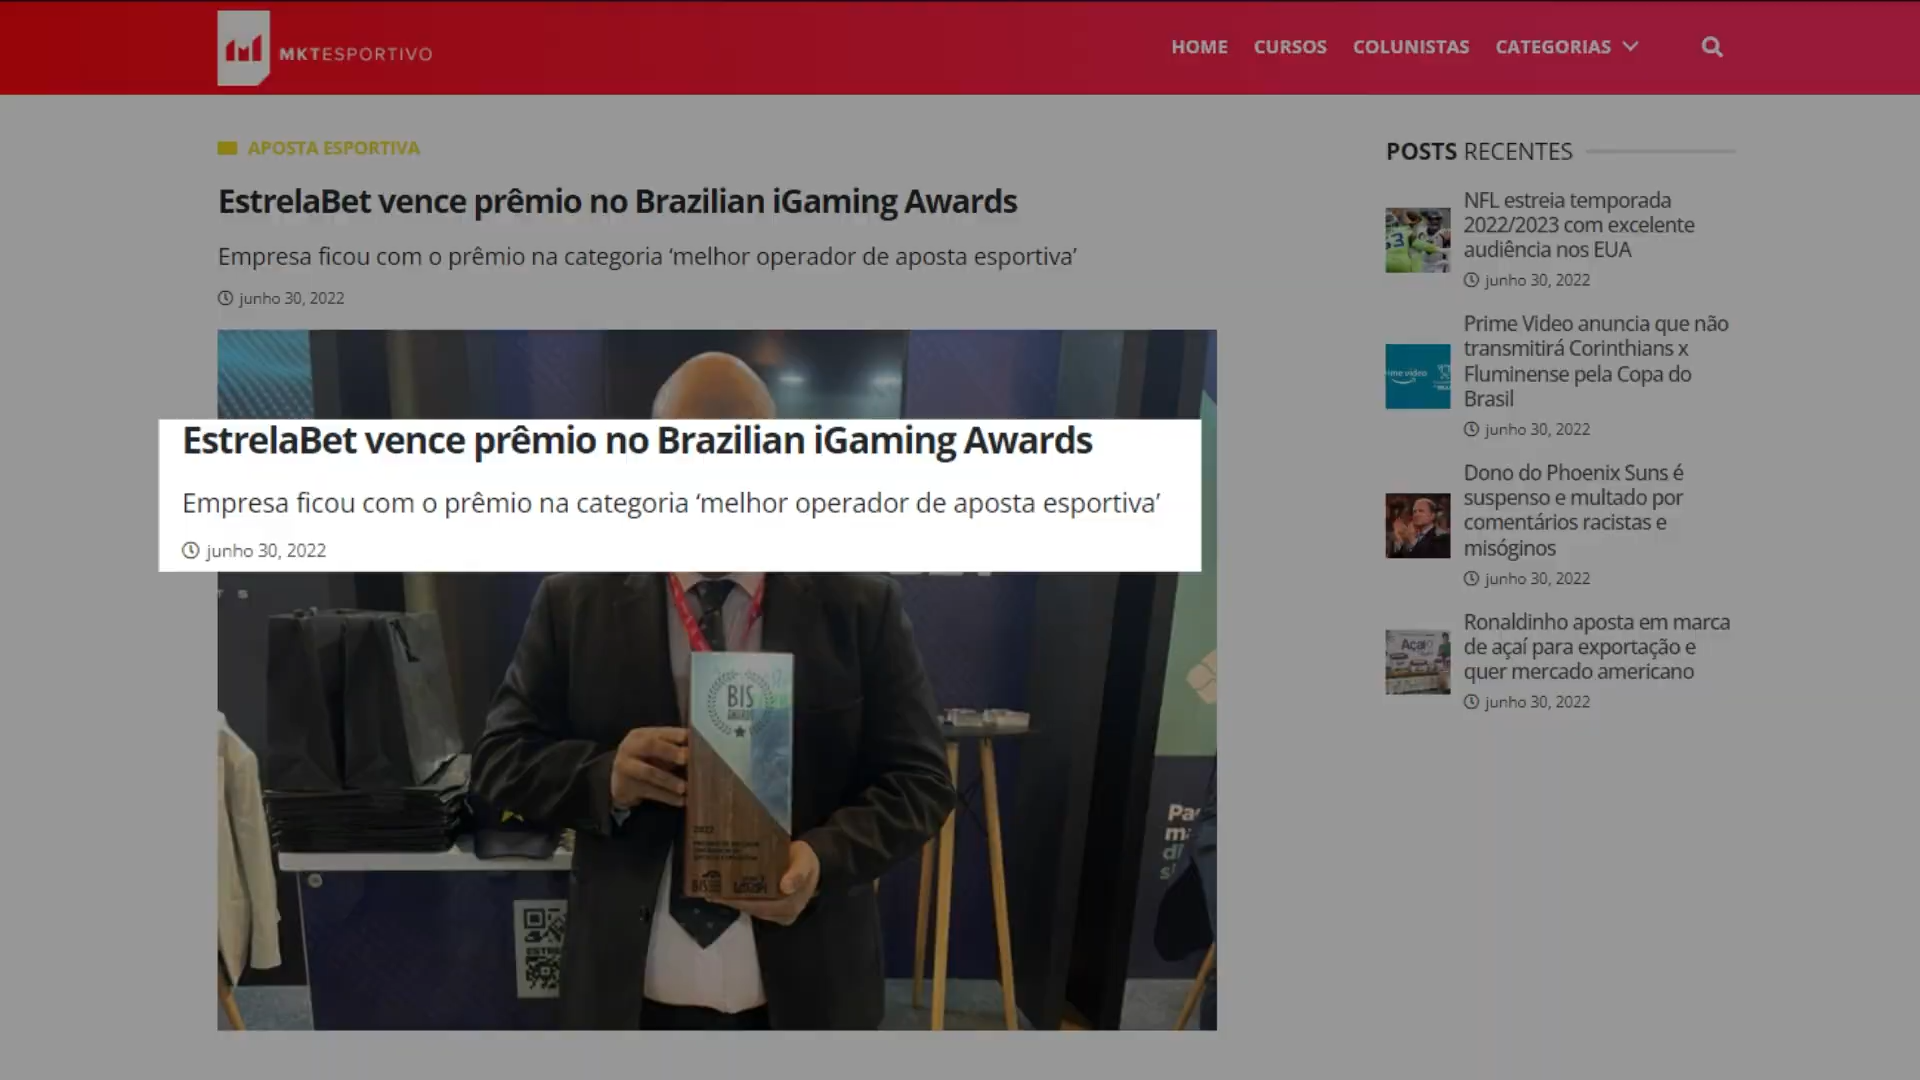 MKTESPORTIVO
HOME CURSOS COLUNISTAS CATEGORIAS
APOSTA ESPORTIVA
EstrelaBet vence prêmio no Brazilian iGaming Awards
Empresa ficou com o prêmio na categoria ‘melhor operador de aposta esportiva’
junho 30, 2022
EstrelaBet vence prêmio no Brazilian iGaming Awards
Empresa ficou com o prêmio na categoria ‘melhor operador de aposta esportiva’
junho 30, 2022
BIS
AWARDS
2022
BIS
POSTS RECENTES
NFL estreia temporada
2022/2023 com excelente
audiência nos EUA
junho 30, 2022
Prime Video anuncia que não
transmitirá Corinthians x
Fluminense pela Copa do
Brasil
junho 30, 2022
Dono do Phoenix Suns é
suspenso e multado por
comentários racistas e
misóginos
junho 30, 2022
Açaí
Ronaldinho aposta em marca
de açaí para exportação e
quer mercado americano
junho 30, 2022